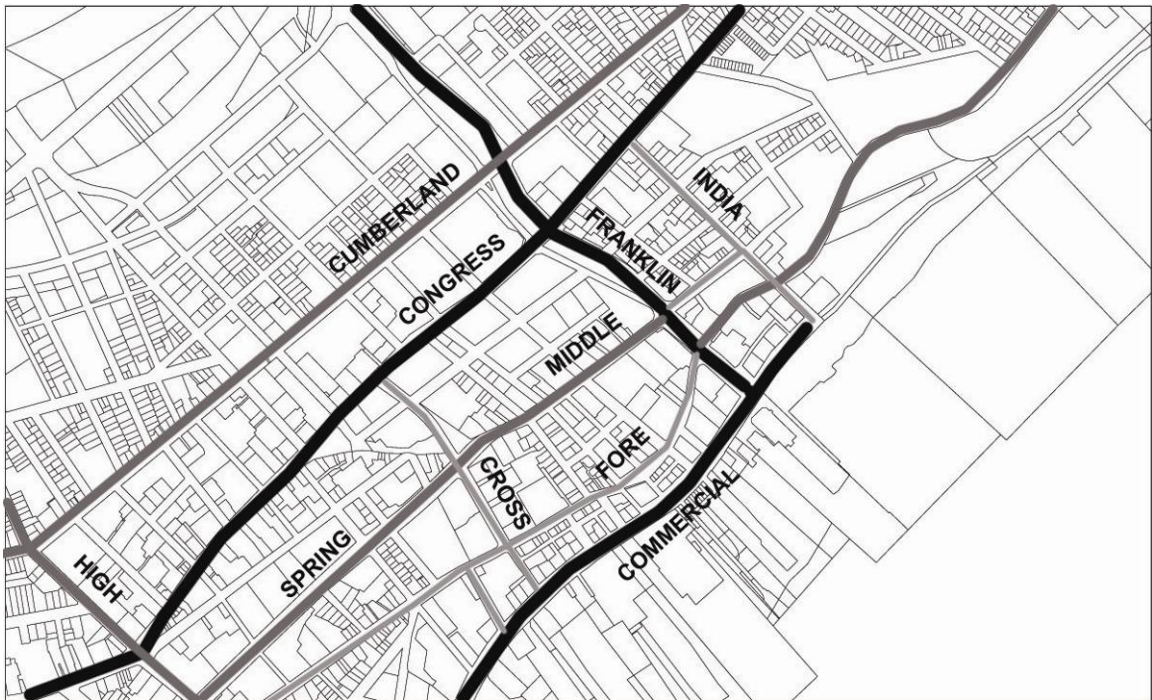 INDIA
CUMBERLAND
FRANKLIN
CONGRESS
MIDDLE
FORE
CROSS
COMMERCIAL
SPRING
HIGH